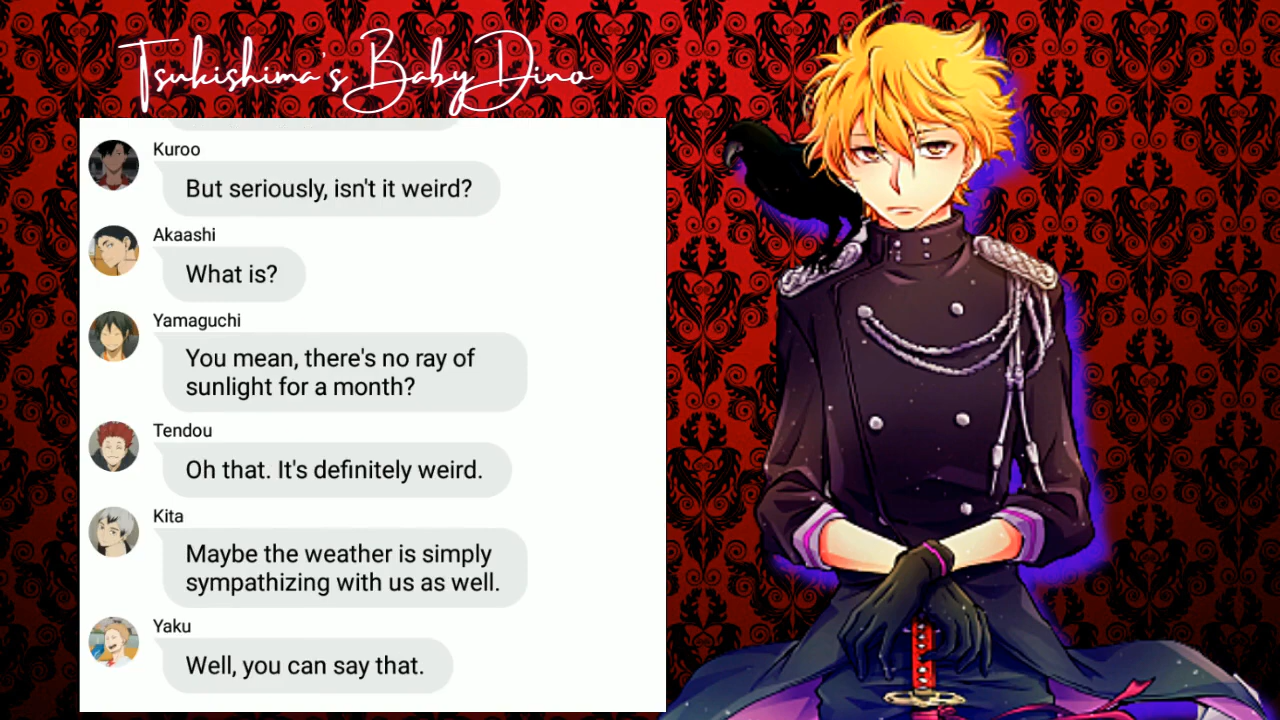 Tsukishima's Baby Dino
Kuroo
But seriously, isn't it weird?
Akaashi
What is?
Yamaguchi
You mean, there's no ray of
sunlight for a month?
Tendou
Oh that. It's definitely weird.
Kita
Maybe the weather is simply
sympathizing with us as well.
Yaku
Well, you can say that.